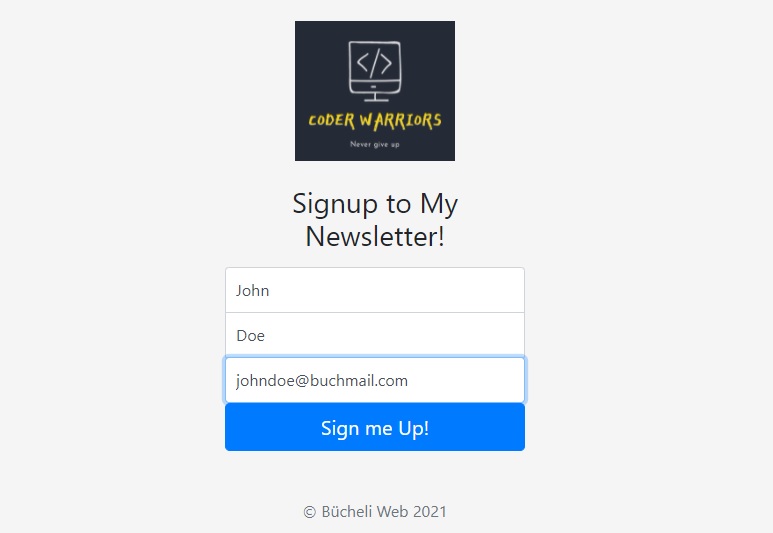 </>
CODER WARRIORS
Never give up
Signup to My
Newsletter!
John
Doe
johndoe@buchmail.com
Sign me Up!
© Bücheli Web 2021